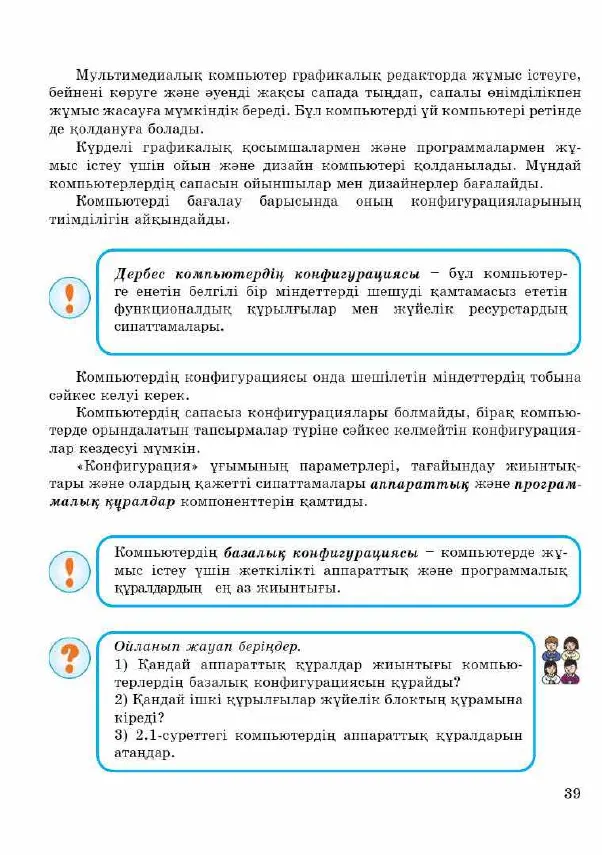 Мультимедиалық компьютер графикалық редакторда жұмыс істеуге,
бейнені көруге және әуенді жақсы сапада тыңдап, сапалы өнімділікпен
жұмыс жасауға мүмкіндік береді. Бұл компьютерді үй компьютері ретінде
де қолдануға болады.
Күрделі графикалық қосымшалармен және программалармен жұ-
мыс істеу үшін ойын және дизайн компьютері қолданылады. Мұндай
компьютерлердің сапасын ойыншылар мен дизайнерлер бағалайды.
Компьютерді бағалау барысында оның конфигурацияларының
тиімділігін айқындайды.
Дербес компьютердің конфигурациясы – бұл компьютер-
ге енетін белгілі бір міндеттерді шешуді қамтамасыз ететін
функционалдық құрылғылар мен жүйелік ресурстардың
сипаттамалары.
Компьютердің конфигурациясы онда шешілетін міндеттердің тобына
сәйкес келуі керек.
Компьютердің сапасыз конфигурациялары болмайды, бірақ компью-
терде орындалатын тапсырмалар түріне сәйкес келмейтін конфигурация-
лар кездесуі мүмкін.
«Конфигурация» ұғымының параметрлері, тағайындау жиынтық-
тары және олардың қажетті сипаттамалары аппараттық және програм-
малық құралдар компоненттерін қамтиды.
Компьютердің базалық конфигурациясы – компьютерде жұ-
мыс істеу үшін жеткілікті аппараттық және программалық
құралдардың ең аз жиынтығы.
Ойланып жауап беріңдер.
1) Қандай аппараттық құралдар жиынтығы компью-
терлердің базалық конфигурациясын құрайды?
2) Қандай ішкі құрылғылар жүйелік блоктың құрамына
кіреді?
3) 2.1-суреттегі компьютердің аппараттық құралдарын
атаңдар.
39